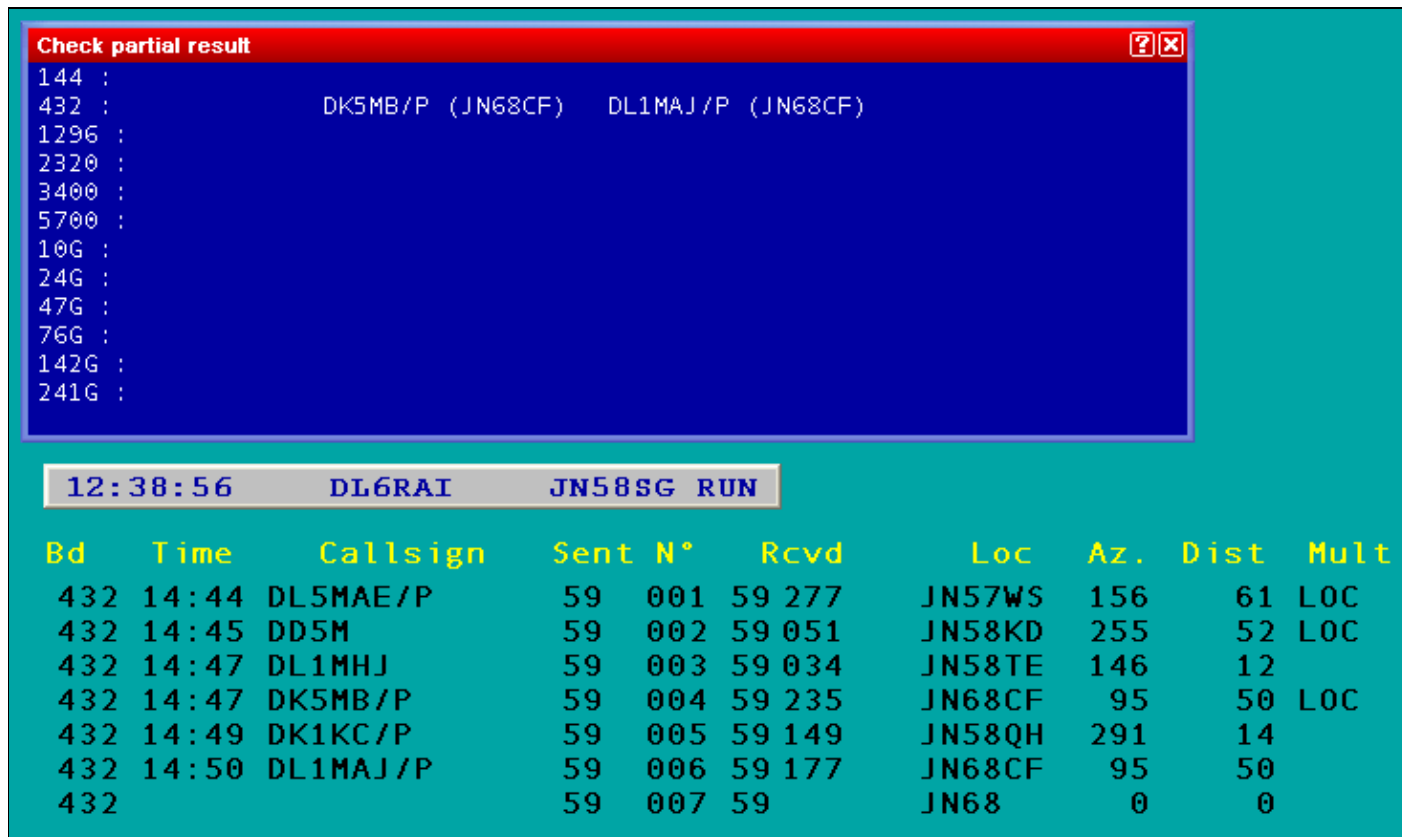 Check partial result ? X
144 :
432 : DK5MB/P (JN68CF) DL1MAJ/P (JN68CF)
1296 :
2320 :
3400 :
5700 :
10G :
24G :
47G :
76G :
142G :
241G :
12:38:56 DL6RAI JN58SG RUN
Bd Time Callsign Sent N° Rcvd Loc Az. Dist Mult
432 14:44 DL5MAE/P 59 001 59 277 JN57WS 156 61 LOC
432 14:45 DD5M 59 002 59 051 JN58KD 255 52 LOC
432 14:47 DL1MHJ 59 003 59 034 JN58TE 146 12
432 14:47 DK5MB/P 59 004 59 235 JN68CF 95 50 LOC
432 14:49 DK1KC/P 59 005 59 149 JN58QH 291 14
432 14:50 DL1MAJ/P 59 006 59 177 JN68CF 95 50
432 59 007 59 JN68 0 0